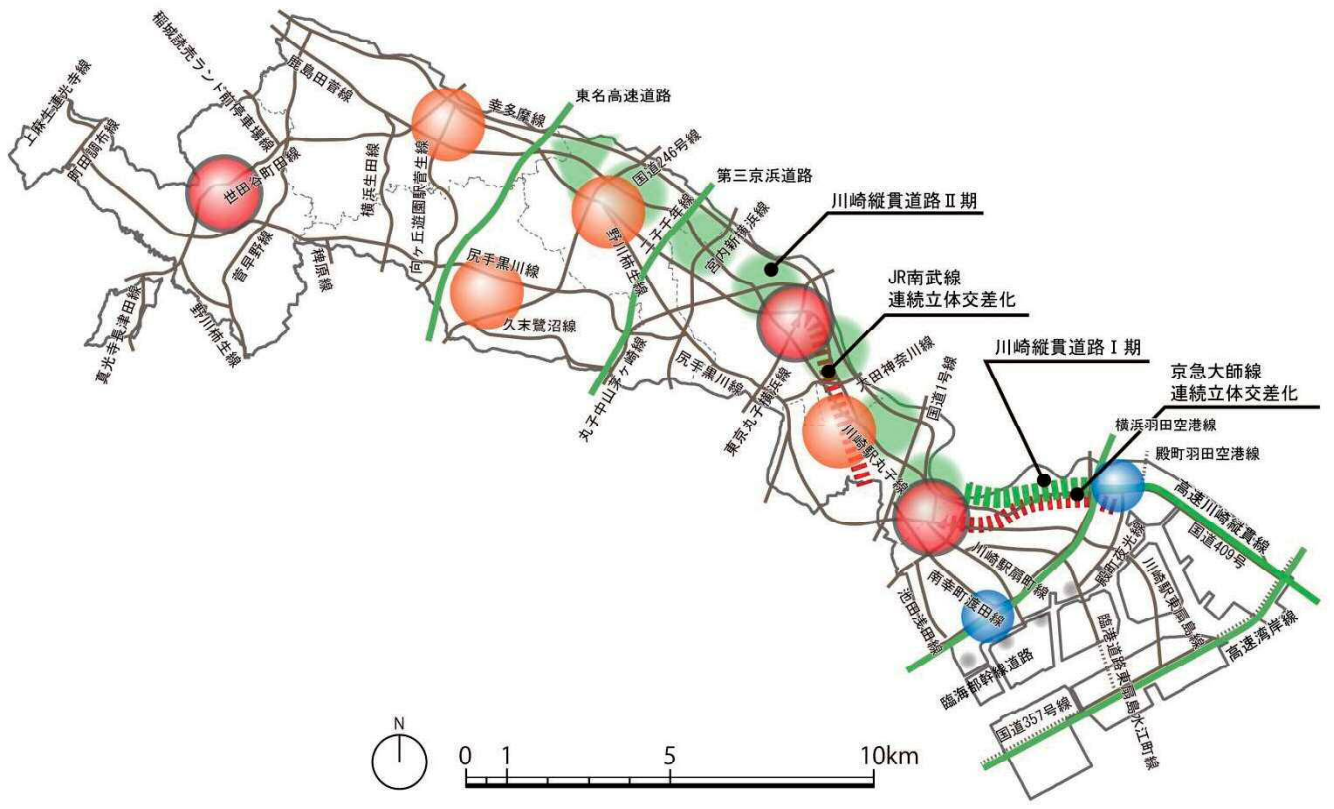 上麻生連光寺線
町田調布線
稲城読売ランド前停車場線
世田谷町田線
鹿島田菅線
横浜生田線
向ケ丘遊園駅菅生線
幸多摩線
東名高速道路
国道246号線
第三京浜道路
川崎縦貫道路Ⅱ期
宮内新横浜線
野川柿生線
JR南武線
連続立体交差化
川崎縦貫道路Ⅰ期
京急大師線
連続立体交差化
横浜羽田空港線
殿町羽田空港線
高速川崎縦貫線
国道409号
菅早野線
稗原線
尻手黒川線
久末鷺沼線
真光寺長津田線
野川柿生線
丸子中山茅ヶ崎線
尻手黒川線
東京丸子横浜線
大田神奈川線
国道1号線
川崎駅丸子線
川崎駅扇町線
南幸町渡田線
池田浅田線
殿町夜光線
川崎駅東扇島線
臨港道路東扇島水江町線
高速湾岸線
臨海部幹線道路
国道357号線
N
0 1 5 10km